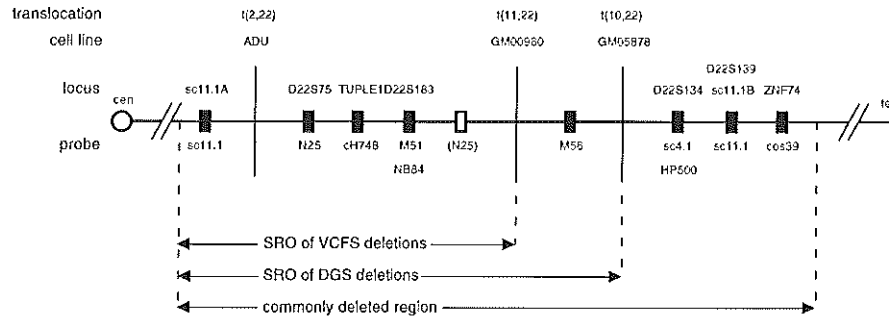 translocation t(2,22) t(11;22) t(10,22)
cell line ADU GM00980 GM05878
D22S139
locus cen sc11.1A D22S75 TUPLE1 D22S183 D22S134 sc11.1B ZNF74 te
probe sc11.1 N25 cH748 M51 (N25) M56 sc4.1 sc11.1 cos39
NB84 HP500
SRO of VCFS deletions
SRO of DGS deletions
commonly deleted region